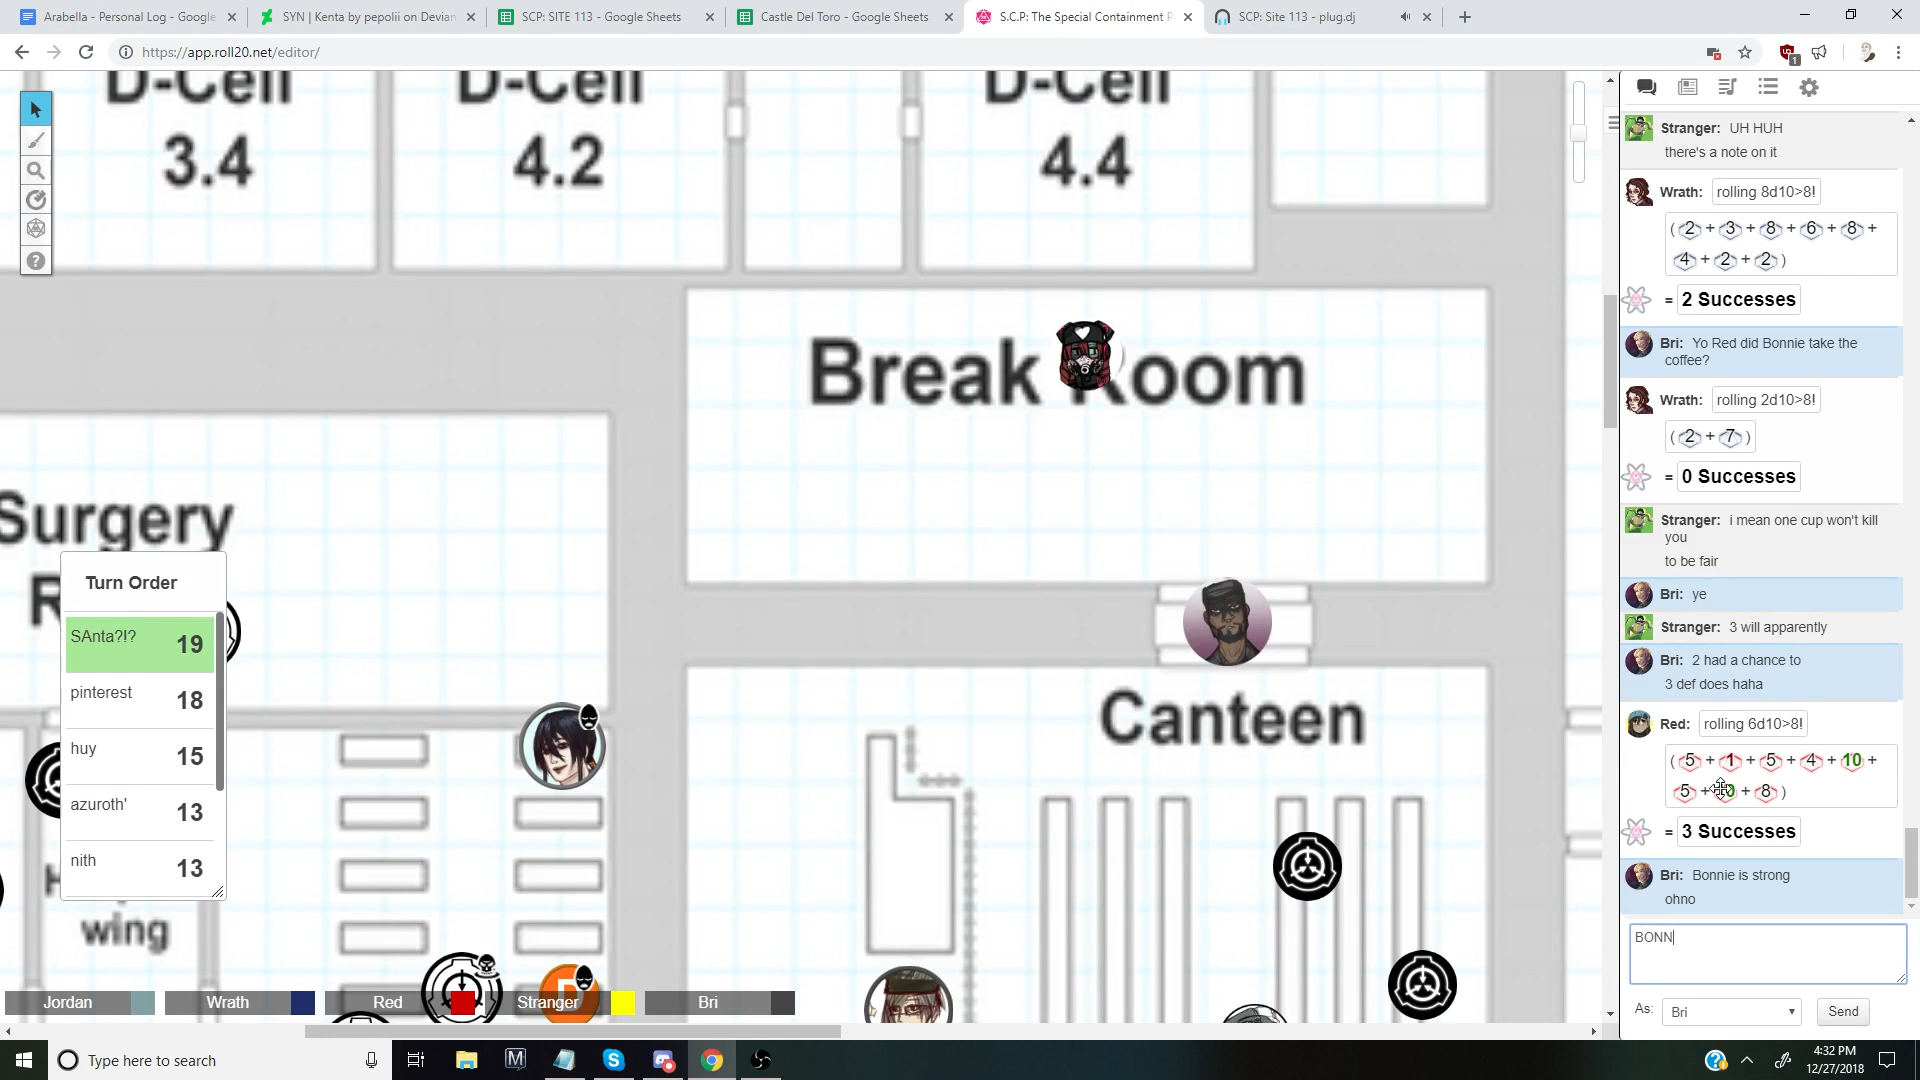 Arabella - Personal Log - Google
SYN | Kenta by pepolii on Devian
SCP: SITE 113 - Google Sheets
Castle Del Toro - Google Sheets
S.C.P: The Special Containment P
SCP: Site 113 - plug.dj
https://app.roll20.net/editor/
D-Cell
3.4
D-Cell
4.2
D-Cell
4.4
Break Room
Surgery
Canteen
wing
Turn Order
SAnta?!? 19
pinterest 18
huy 15
azuroth' 13
nith 13
Jordan
Wrath
Red
Stranger
Bri
Stranger: UH HUH
there's a note on it
Wrath: rolling 8d10>8!
(2+3+8+6+8+
4+2+2)
= 2 Successes
Bri: Yo Red did Bonnie take the
coffee?
Wrath: rolling 2d10>8!
(2+7)
= 0 Successes
Stranger: i mean one cup won't kill
you
to be fair
Bri: ye
Stranger: 3 will apparently
Bri: 2 had a chance to
3 def does haha
Red: rolling 6d10>8!
(5+1+5+4+10+
5+ +8)
= 3 Successes
Bri: Bonnie is strong
ohno
BONN
As: Bri
Send
Type here to search
4:32 PM
12/27/2018